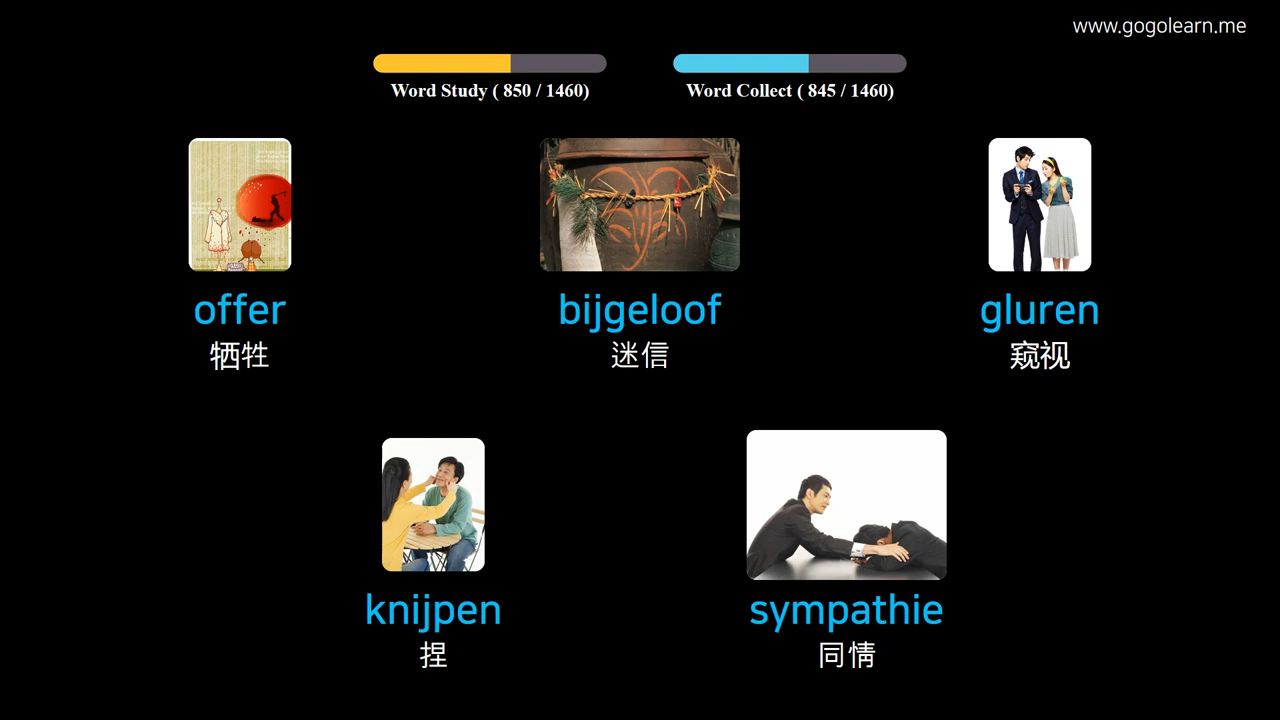 www.gogolearn.me
Word Study ( 850 / 1460)
Word Collect ( 845 / 1460)
offer
牺牲
bijgeloof
迷信
gluren
窥视
knijpen
捏
sympathie
同情